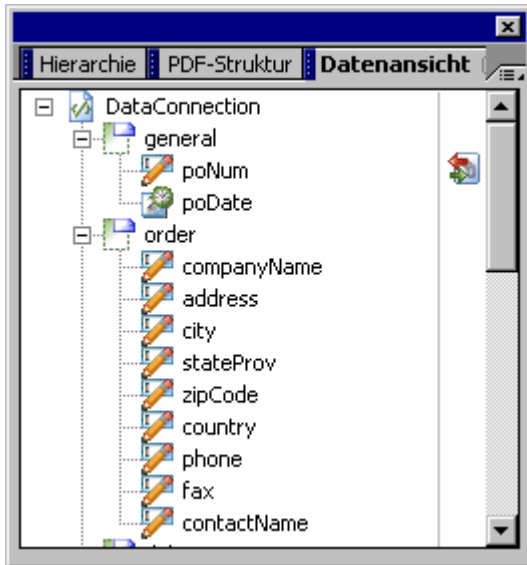 Hierarchie PDF-Struktur Datenansicht
DataConnection
general
poNum
poDate
order
companyName
address
city
stateProv
zipCode
country
phone
fax
contactName